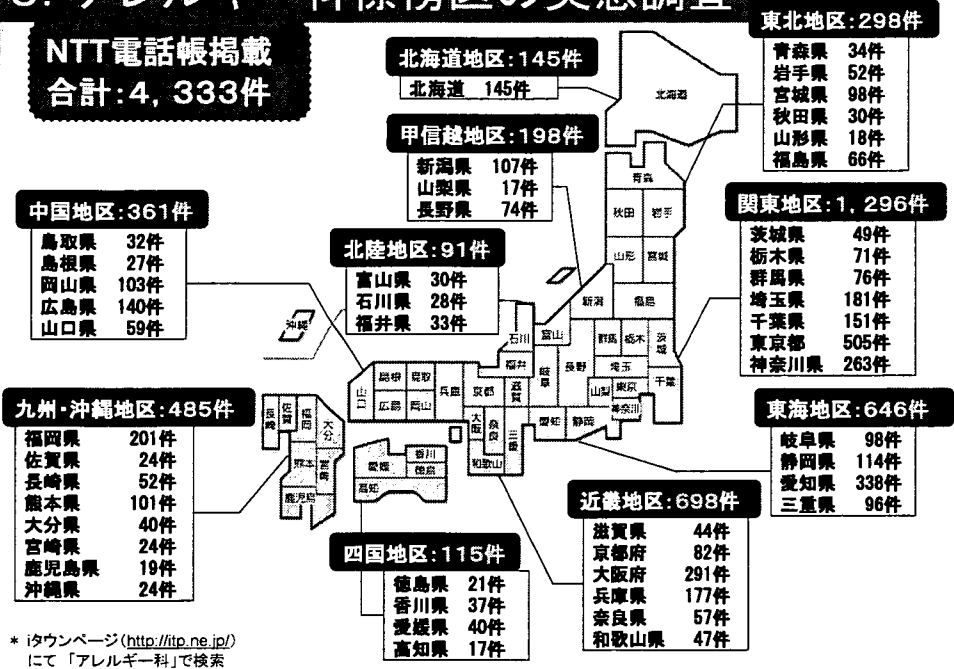 3. アレルギー科標榜医の実態調査
NTT電話帳掲載
合計:4,333件
北海道地区:145件
北海道 145件
東北地区:298件
青森県 34件
岩手県 52件
宮城県 98件
秋田県 30件
山形県 18件
福島県 66件
甲信越地区:198件
新潟県 107件
山梨県 17件
長野県 74件
関東地区:1,296件
茨城県 49件
栃木県 71件
群馬県 76件
埼玉県 181件
千葉県 151件
東京都 505件
神奈川県 263件
中国地区:361件
鳥取県 32件
島根県 27件
岡山県 103件
広島県 140件
山口県 59件
北陸地区:91件
富山県 30件
石川県 28件
福井県 33件
九州・沖縄地区:485件
福岡県 201件
佐賀県 24件
長崎県 52件
熊本県 101件
大分県 40件
宮崎県 24件
鹿児島県 19件
沖縄県 24件
東海地区:646件
岐阜県 98件
静岡県 114件
愛知県 338件
三重県 96件
近畿地区:698件
滋賀県 44件
京都府 82件
大阪府 291件
兵庫県 177件
奈良県 57件
和歌山県 47件
四国地区:115件
徳島県 21件
香川県 37件
愛媛県 40件
高知県 17件
北海道
青森
秋田 岩手
山形 宮城
新潟 福島
石川 富山 群馬 栃木 茨城
福井 岐阜 長野 埼玉
山梨 東京 千葉
神奈川
山口 島根 鳥取 兵庫 京都 滋賀
広島 岡山 大阪 奈良 三重 愛知 静岡
和歌山
沖縄
長崎 佐賀 福岡 大分
熊本 宮崎
鹿児島
愛媛 香川
徳島
高知
* iタウンページ(http://itp.ne.jp/)
にて 「アレルギー科」で検索